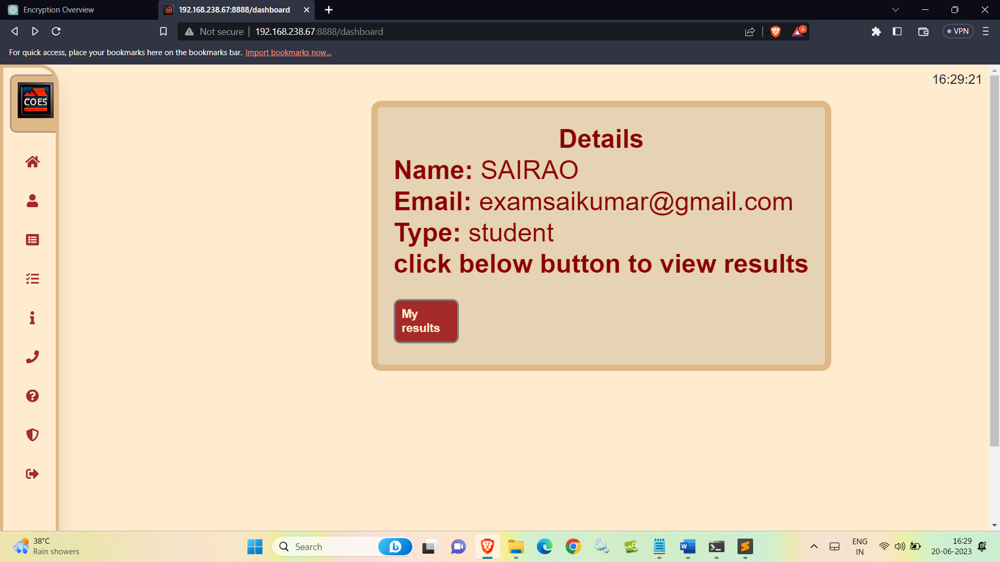 Encryption Overview
192.168.238.67:8888/dashboard
Not secure
192.168.238.67:8888/dashboard
4
VPN
For quick access, place your bookmarks here on the bookmarks bar. Import bookmarks now...
16:29:21
COES
Details
Name: SAIRAO
Email: examsaikumar@gmail.com
Type: student
click below button to view results
My
results
38°C
Rain showers
Search
ENG
IN
16:29
20-06-2023